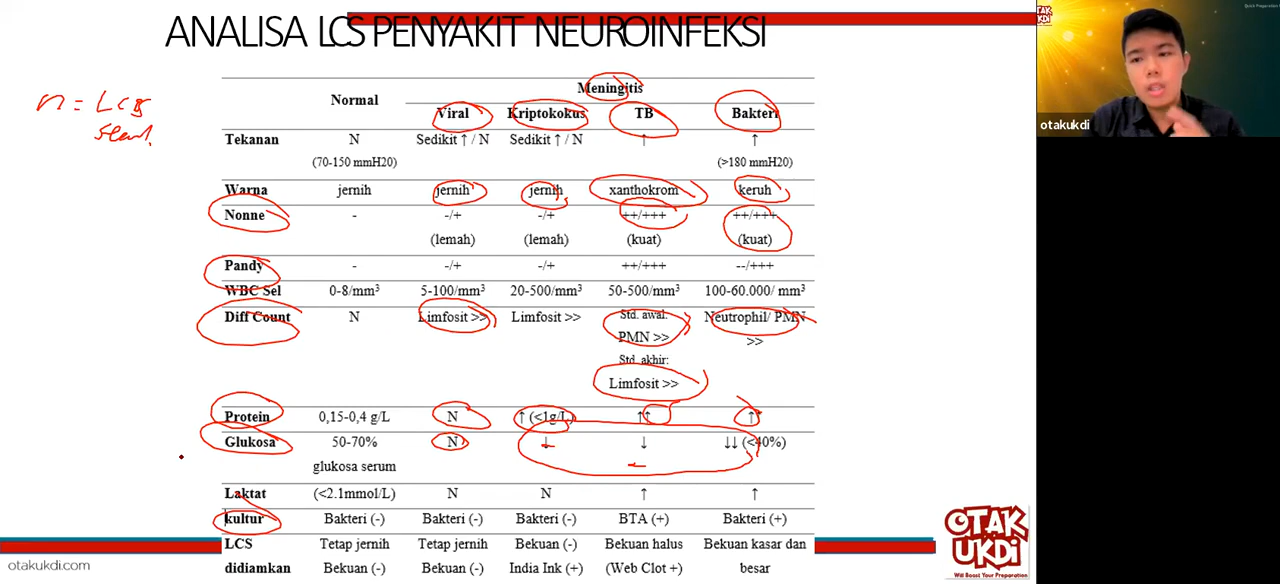 ANALISA LCS PENYAKIT NEUROINFEKSI
OTAK
UKDI
otakukdi
n = LCS
Meningitis
Normal Viral Kriptokokus TB Bakteri
Tekanan N Sedikit ↑ / N Sedikit ↑ / N ↑ ↑
(70-150 mmH20) (>180 mmH20)
Warna jernih jernih jernih xanthokrom keruh
Nonne - -/+ -/+ ++/+++ ++/+++
(lemah) (lemah) (kuat) (kuat)
Pandy - -/+ -/+ ++/+++ --/+++
WBC Sel 0-8/mm³ 5-100/mm³ 20-500/mm³ 50-500/mm³ 100-60.000/ mm³
Diff Count N Limfosit >> Limfosit >> Std. awal: Neutrophil/ PMN
PMN >> >>
Std. akhir:
Limfosit >>
Protein 0,15-0,4 g/L N ↑ (<1g/L) ↑↑ ↑
Glukosa 50-70% N ↓ ↓ ↓↓ (<40%)
glukosa serum
Laktat (<2.1mmol/L) N N ↑ ↑
kultur Bakteri (-) Bakteri (-) Bakteri (-) BTA (+) Bakteri (+)
LCS Tetap jernih Tetap jernih Bekuan (-) Bekuan halus Bekuan kasar dan
didiamkan Bekuan (-) Bekuan (-) India Ink (+) (Web Clot +) besar
otakukdi.com
OTAK
UKDI
Will Boost Your Preparation